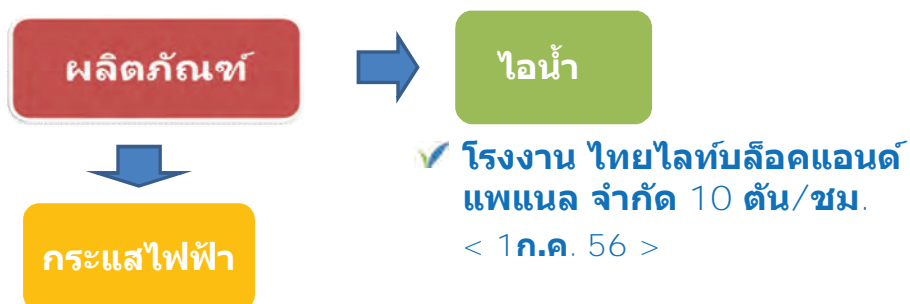 ผลิตภัณฑ์
ไอน้ำ
โรงงาน ไทยไลท์บล็อคแอนด์
แพแนล จำกัด 10 ตัน/ชม.
< 1ก.ค. 56 >
กระแสไฟฟ้า